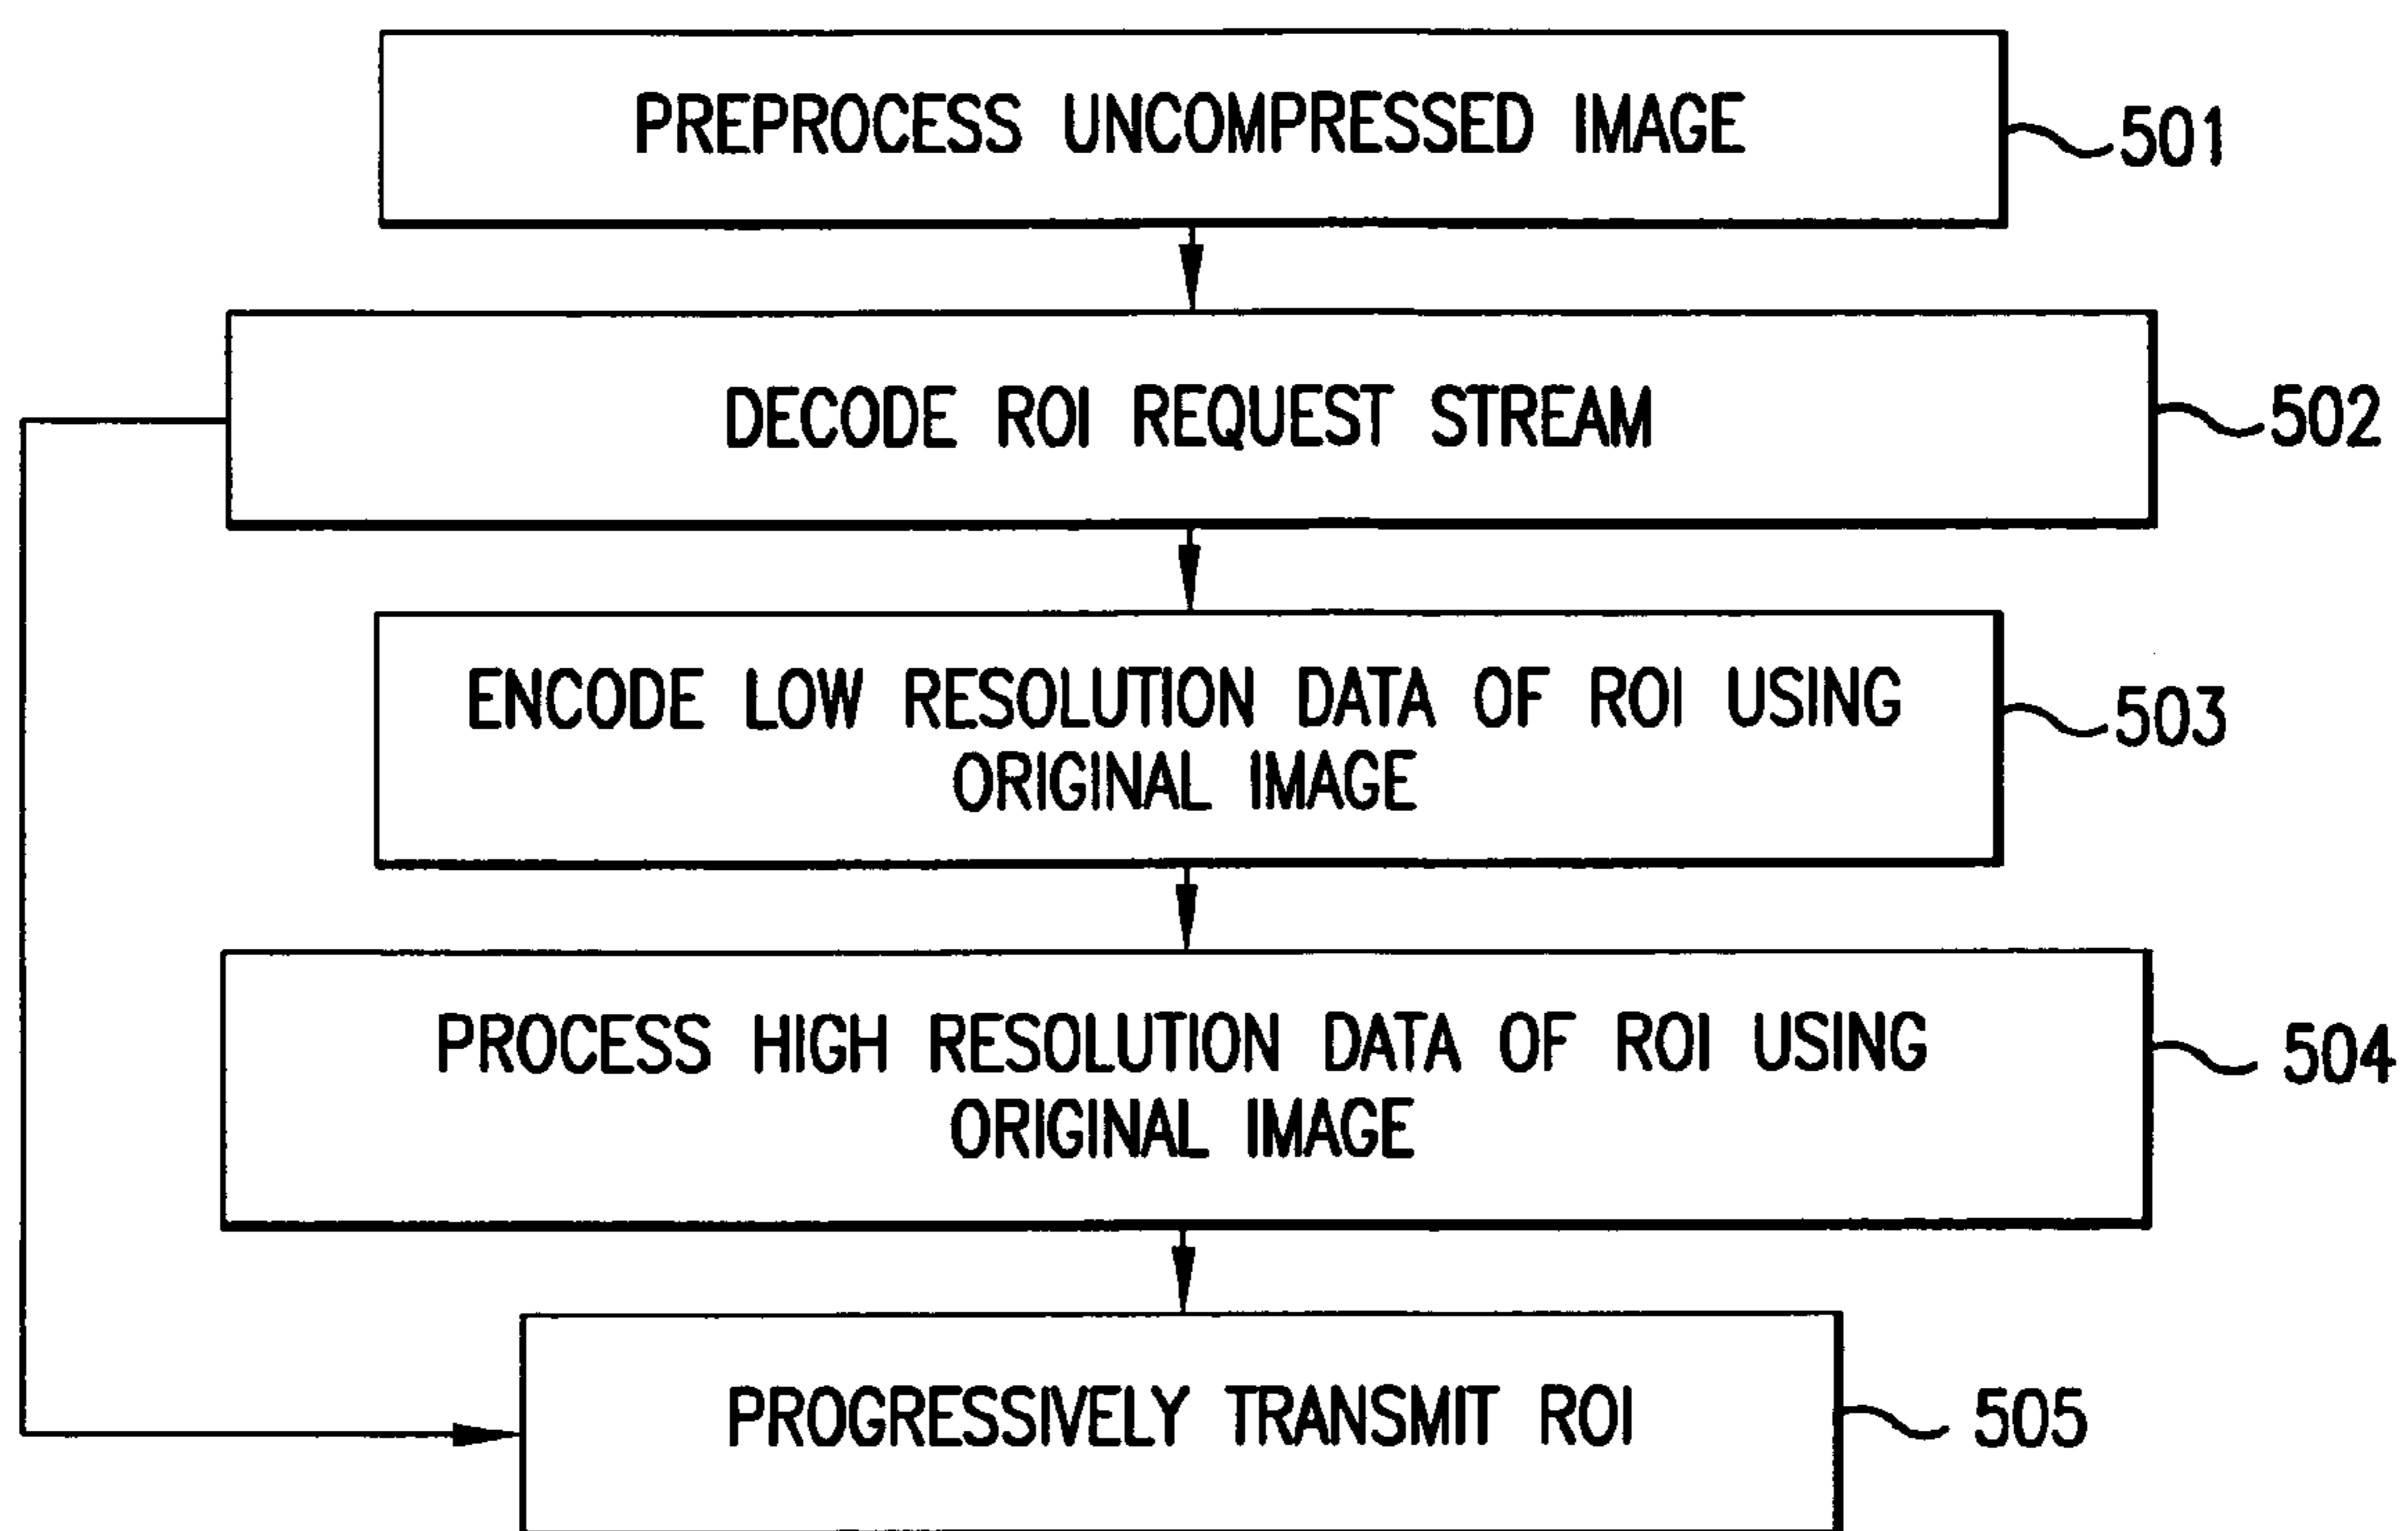 PREPROCESS UNCOMPRESSED IMAGE
501
DECODE ROI REQUEST STREAM
502
ENCODE LOW RESOLUTION DATA OF ROI USING
ORIGINAL IMAGE
503
PROCESS HIGH RESOLUTION DATA OF ROI USING
ORIGINAL IMAGE
504
PROGRESSIVELY TRANSMIT ROI
505